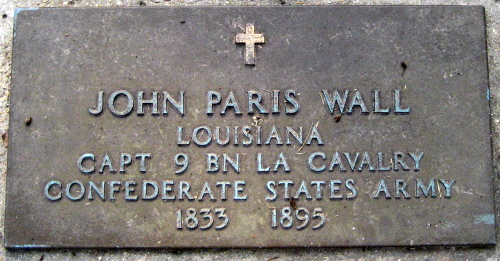 JOHN PARIS WALL
LOUISIANA
CAPT 9 BN LA CAVALRY
CONFEDERATE STATES ARMY
1833 1895